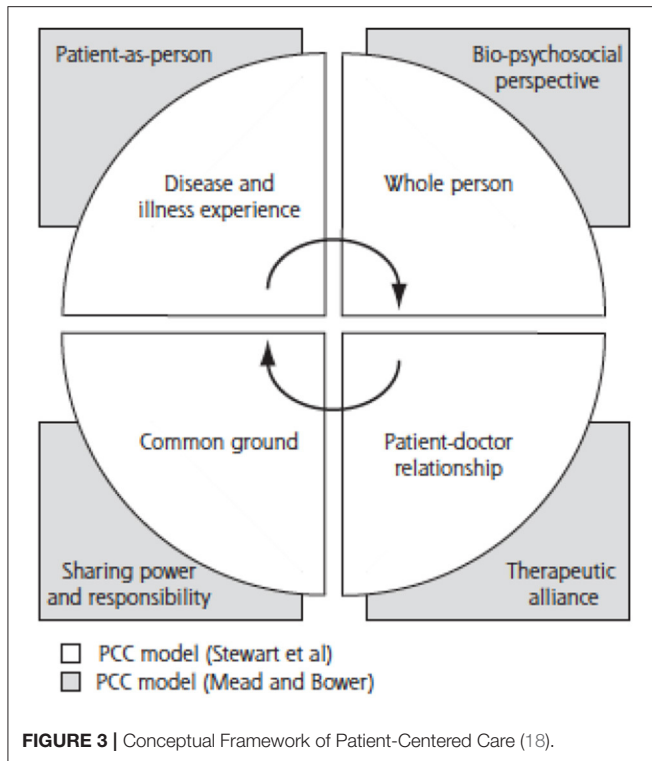 Patient-as-person
Bio-psychosocial
perspective
Disease and
illness experience
Whole person
Common ground
Patient-doctor
relationship
Sharing power
and responsibility
Therapeutic
alliance
PCC model (Stewart et al)
PCC model (Mead and Bower)
FIGURE 3 | Conceptual Framework of Patient-Centered Care (18).